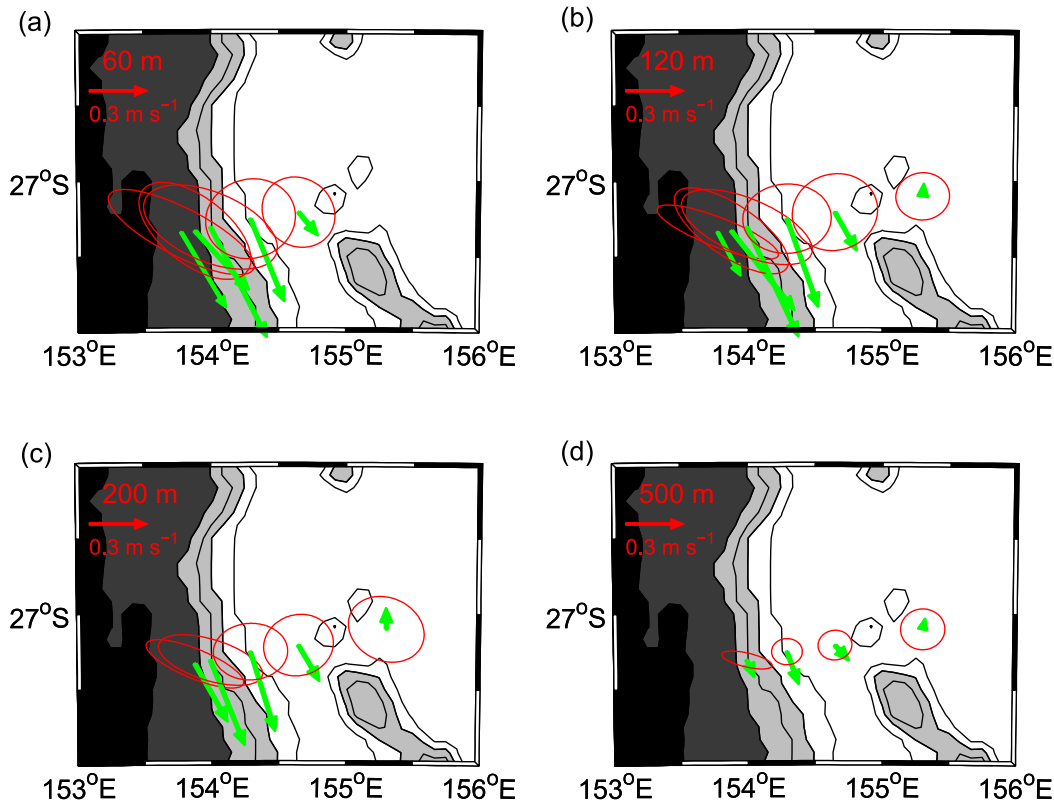 (a)
60 m
0.3 m s⁻¹
27°S
153°E
154°E
155°E
156°E
(b)
120 m
0.3 m s⁻¹
27°S
153°E
154°E
155°E
156°E
(c)
200 m
0.3 m s⁻¹
27°S
153°E
154°E
155°E
156°E
(d)
500 m
0.3 m s⁻¹
27°S
153°E
154°E
155°E
156°E